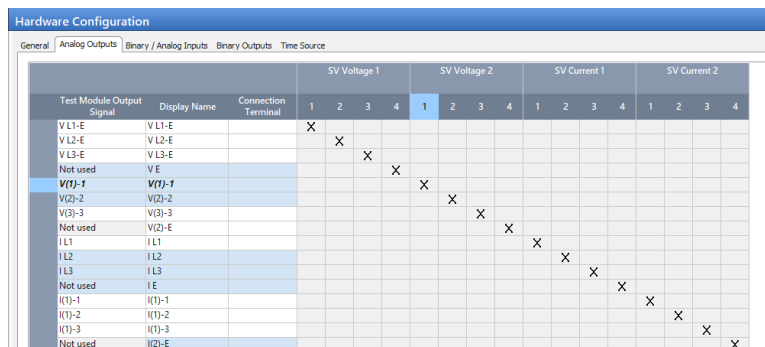 Hardware Configuration
General Analog Outputs Binary / Analog Inputs Binary Outputs Time Source
SV Voltage 1 SV Voltage 2 SV Current 1 SV Current 2
Test Module Output Signal Display Name Connection Terminal 1 2 3 4 1 2 3 4 1 2 3 4 1 2 3 4
V L1-E V L1-E X
V L2-E V L2-E X
V L3-E V L3-E X
Not used V E X
V(1)-1 V(1)-1 X
V(2)-2 V(2)-2 X
V(3)-3 V(3)-3 X
Not used V(2)-E X
I L1 I L1 X
I L2 I L2 X
I L3 I L3 X
Not used I E X
I(1)-1 I(1)-1 X
I(1)-2 I(1)-2 X
I(1)-3 I(1)-3 X
Not used I(2)-E X